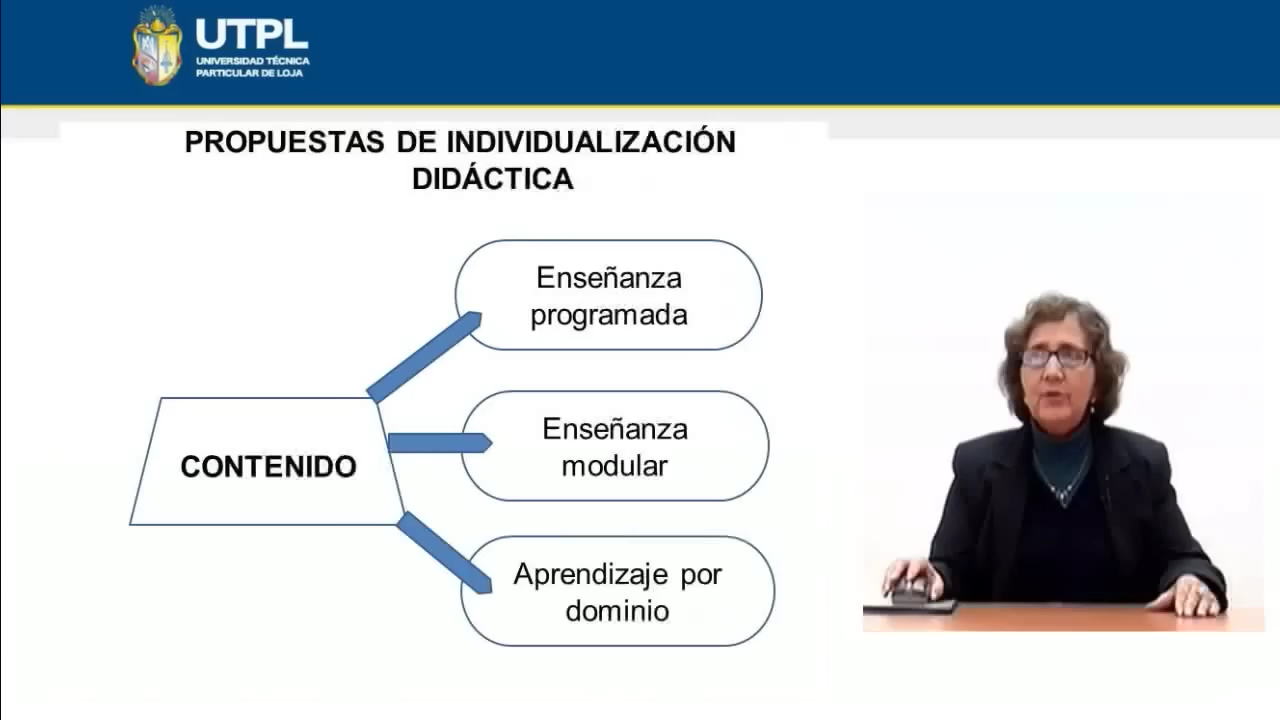 UTPL
UNIVERSIDAD TÉCNICA
PARTICULAR DE LOJA
PROPUESTAS DE INDIVIDUALIZACIÓN
DIDÁCTICA
Enseñanza
programada
Enseñanza
modular
CONTENIDO
Aprendizaje por
dominio